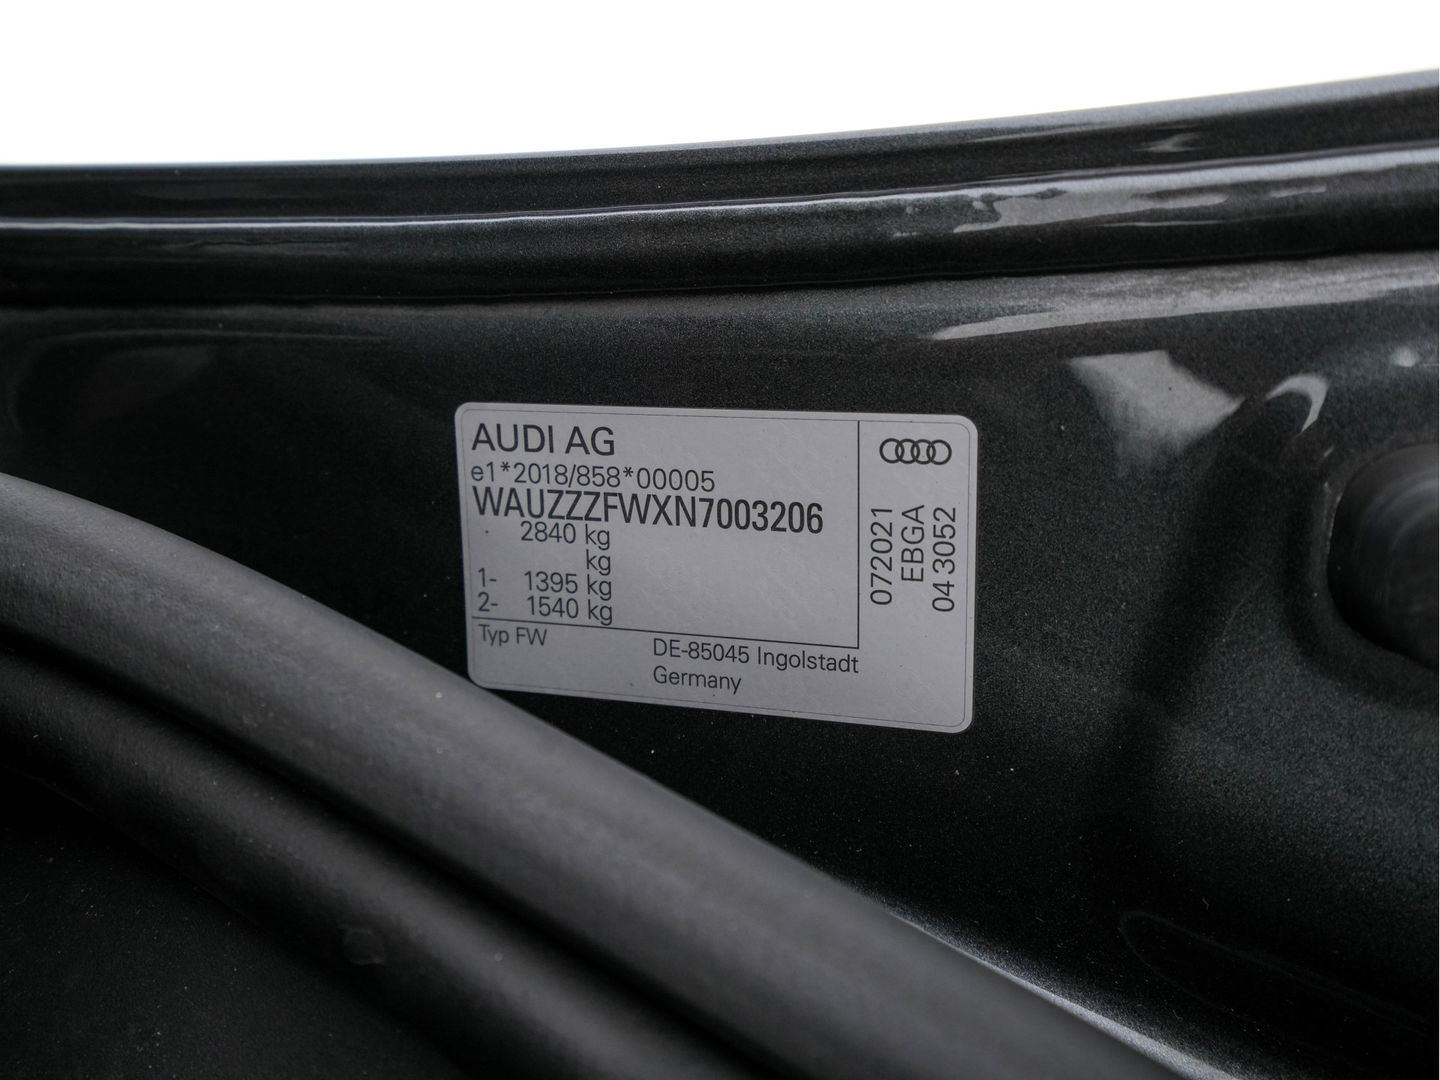 AUDI AG
e1*2018/858*00005
WAUZZZFWXN7003206
2840 kg
kg
1- 1395 kg
2- 1540 kg
Typ FW
DE-85045 Ingolstadt
Germany
072021
EBGA
04 3052